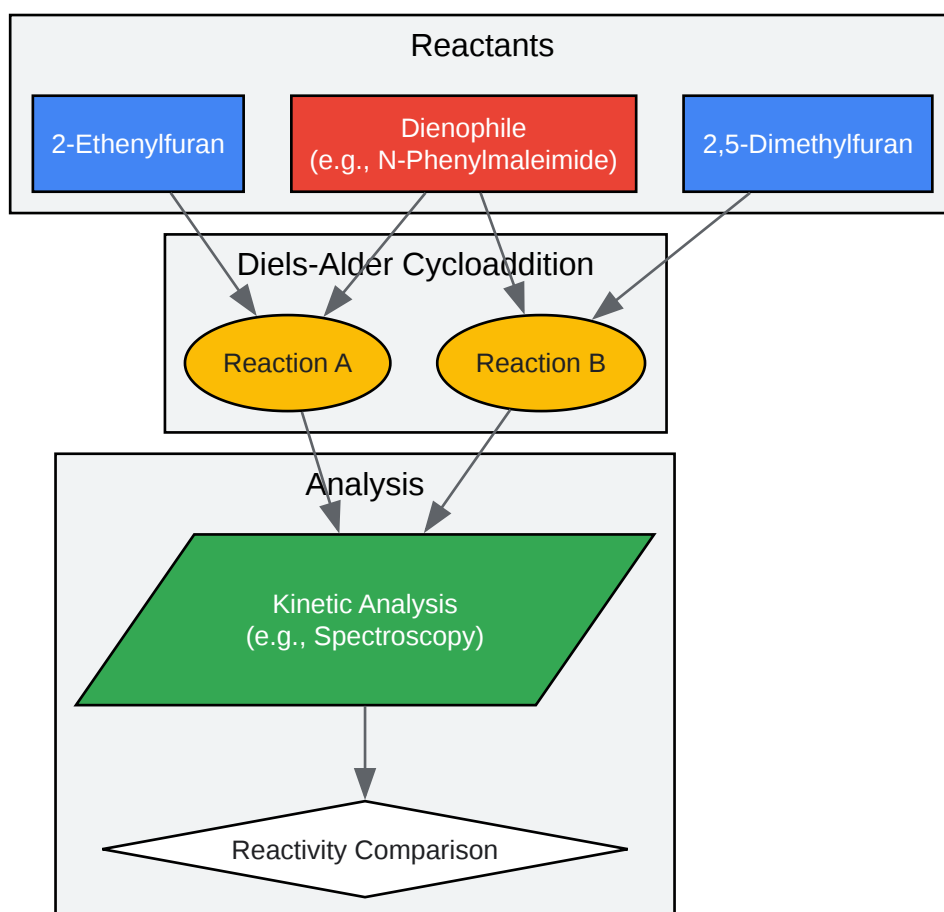 Reactants
2-Ethenylfuran
Dienophile
(e.g., N-Phenylmaleimide)
2,5-Dimethylfuran
Diels-Alder Cycloaddition
Reaction A
Reaction B
Analysis
Kinetic Analysis
(e.g., Spectroscopy)
Reactivity Comparison